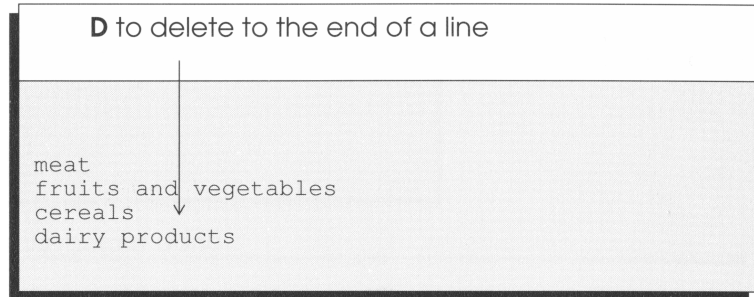 D to delete to the end of a line
meat
fruits and vegetables
cereals
dairy products